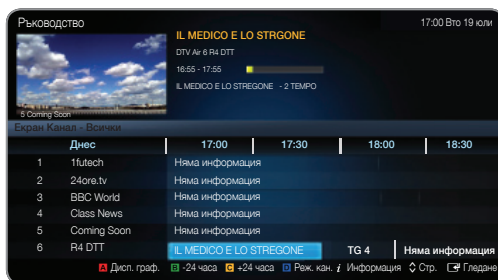 Ръководство
17:00 Вто 19 юли
IL MEDICO E LO STRGONE
DTV Air 6 R4 DTT
16:55 - 17:55
IL MEDICO E LO STREGONE - 2 TEMPO
5 Coming Soon
Екран Канал - Всички
Днес 17:00 17:30 18:00 18:30
1 1futech Няма информация
2 24ore.tv Няма информация
3 BBC World Няма информация
4 Class News Няма информация
5 Coming Soon Няма информация
6 R4 DTT IL MEDICO E LO STREGONE TG 4 Няма информация
A Дисп. граф. B -24 часа C +24 часа D Реж. кан. i Информация Стр. Гледане